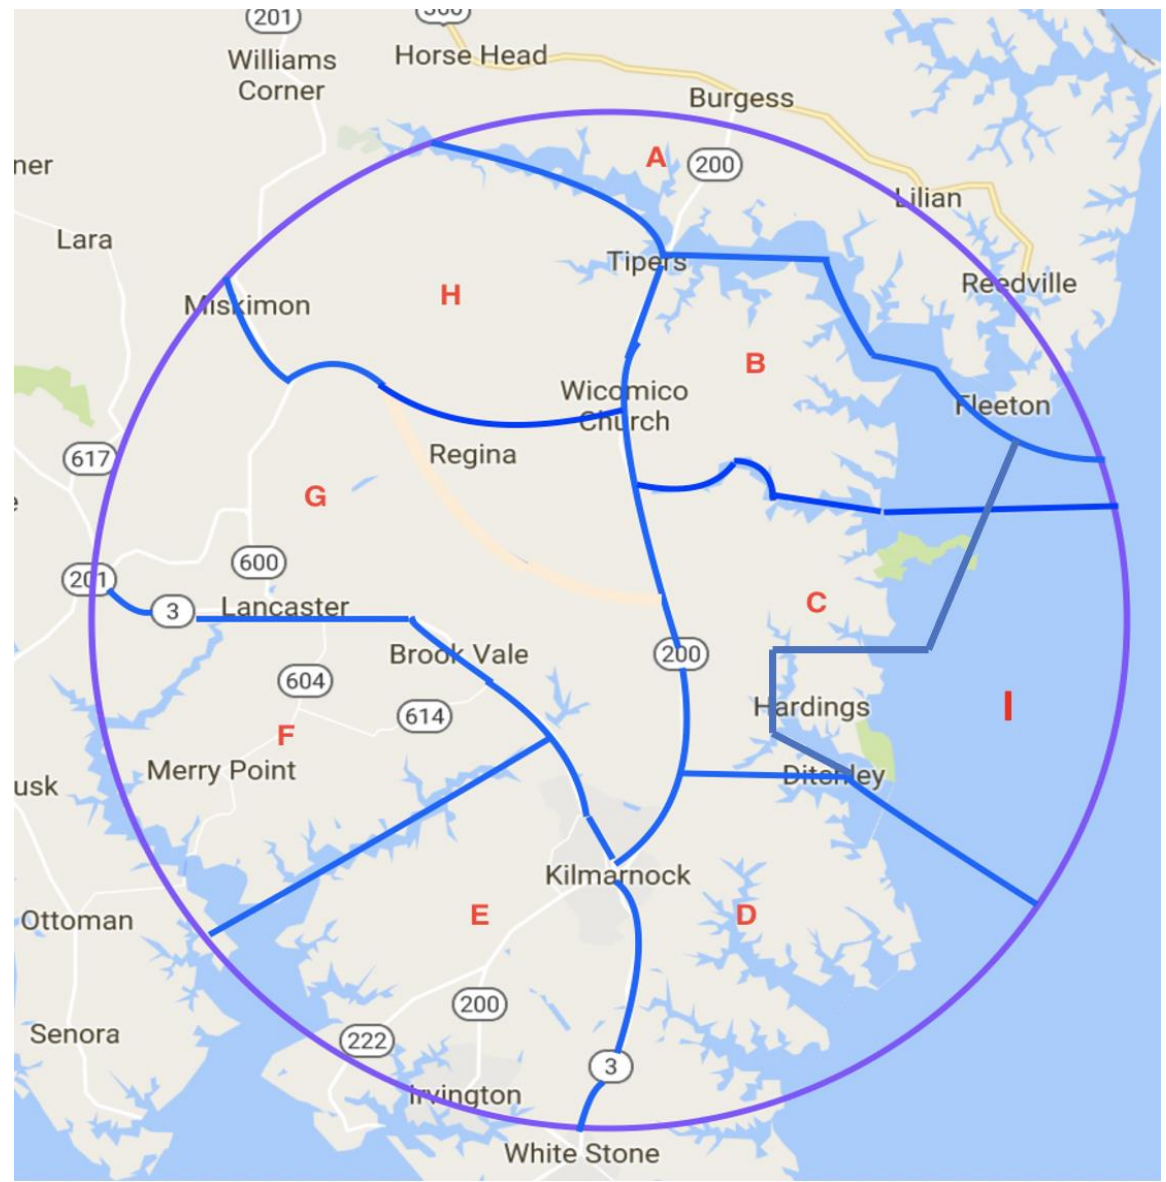 201
Williams
Corner
Horse Head
Burgess
ner
A
200
Lilian
Lara
Tipers
Reedville
H
Miskimon
B
Wicomico
Church
Fleeton
617
Regina
G
600
201
3
Lancaster
C
Brook Vale
200
604
614
Hardings
I
F
Merry Point
Ditchley
usk
Kilmarnock
E
D
Ottoman
200
Senora
222
3
Irvington
White Stone